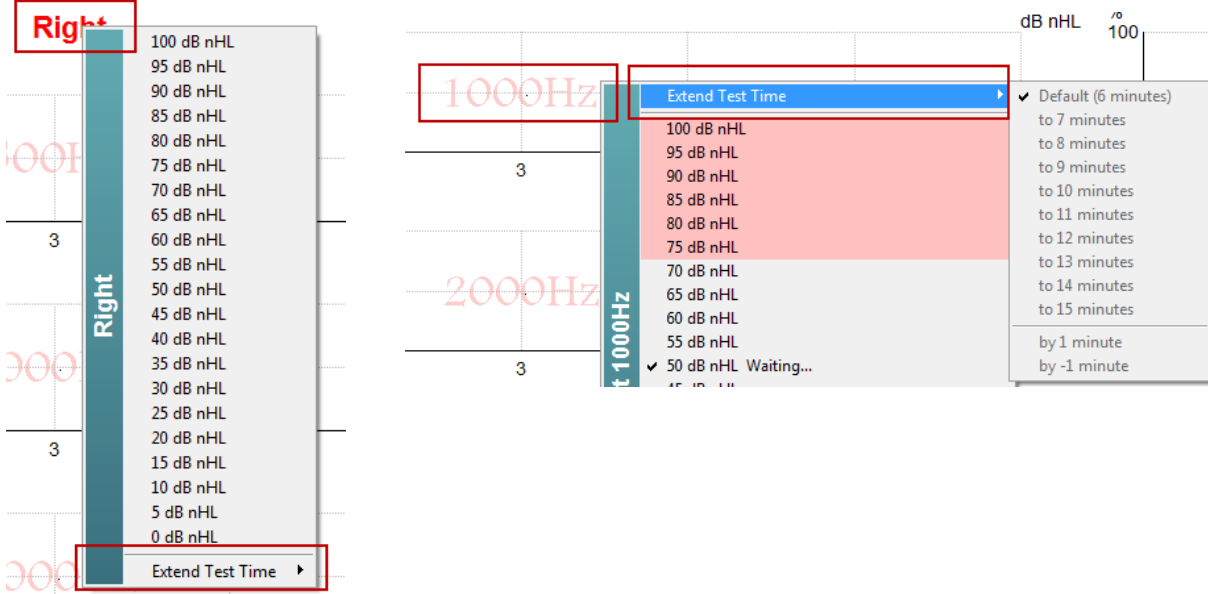 Right
100 dB nHL
95 dB nHL
90 dB nHL
85 dB nHL
80 dB nHL
75 dB nHL
70 dB nHL
65 dB nHL
60 dB nHL
55 dB nHL
50 dB nHL
45 dB nHL
40 dB nHL
35 dB nHL
30 dB nHL
25 dB nHL
20 dB nHL
15 dB nHL
10 dB nHL
5 dB nHL
0 dB nHL
Extend Test Time
Right
3
3
dB nHL
%
100
1000Hz
3
2000Hz
3
1000Hz
Extend Test Time
100 dB nHL
95 dB nHL
90 dB nHL
85 dB nHL
80 dB nHL
75 dB nHL
70 dB nHL
65 dB nHL
60 dB nHL
55 dB nHL
50 dB nHL Waiting...
Default (6 minutes)
to 7 minutes
to 8 minutes
to 9 minutes
to 10 minutes
to 11 minutes
to 12 minutes
to 13 minutes
to 14 minutes
to 15 minutes
by 1 minute
by -1 minute